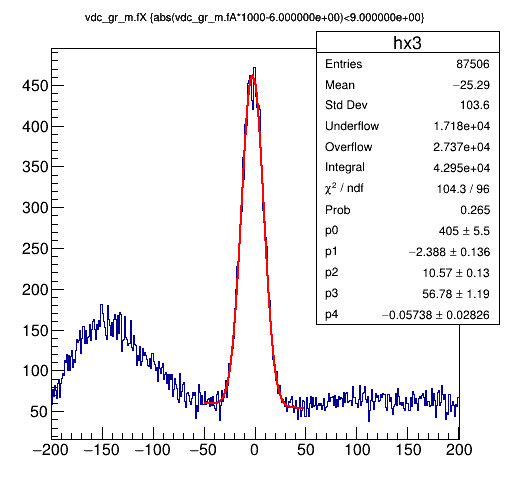 vdc_gr_m.fX {abs(vdc_gr_m.fA*1000-6.000000e+00)<9.000000e+00}
hx3
Entries 87506
Mean −25.29
Std Dev 103.6
Underflow 1.718e+04
Overflow 2.737e+04
Integral 4.295e+04
χ² / ndf 104.3 / 96
Prob 0.265
p0 405 ± 5.5
p1 −2.388 ± 0.136
p2 10.57 ± 0.13
p3 56.78 ± 1.19
p4 −0.05738 ± 0.02826
450
400
350
300
250
200
150
100
50
−200 −150 −100 −50 0 50 100 150 200